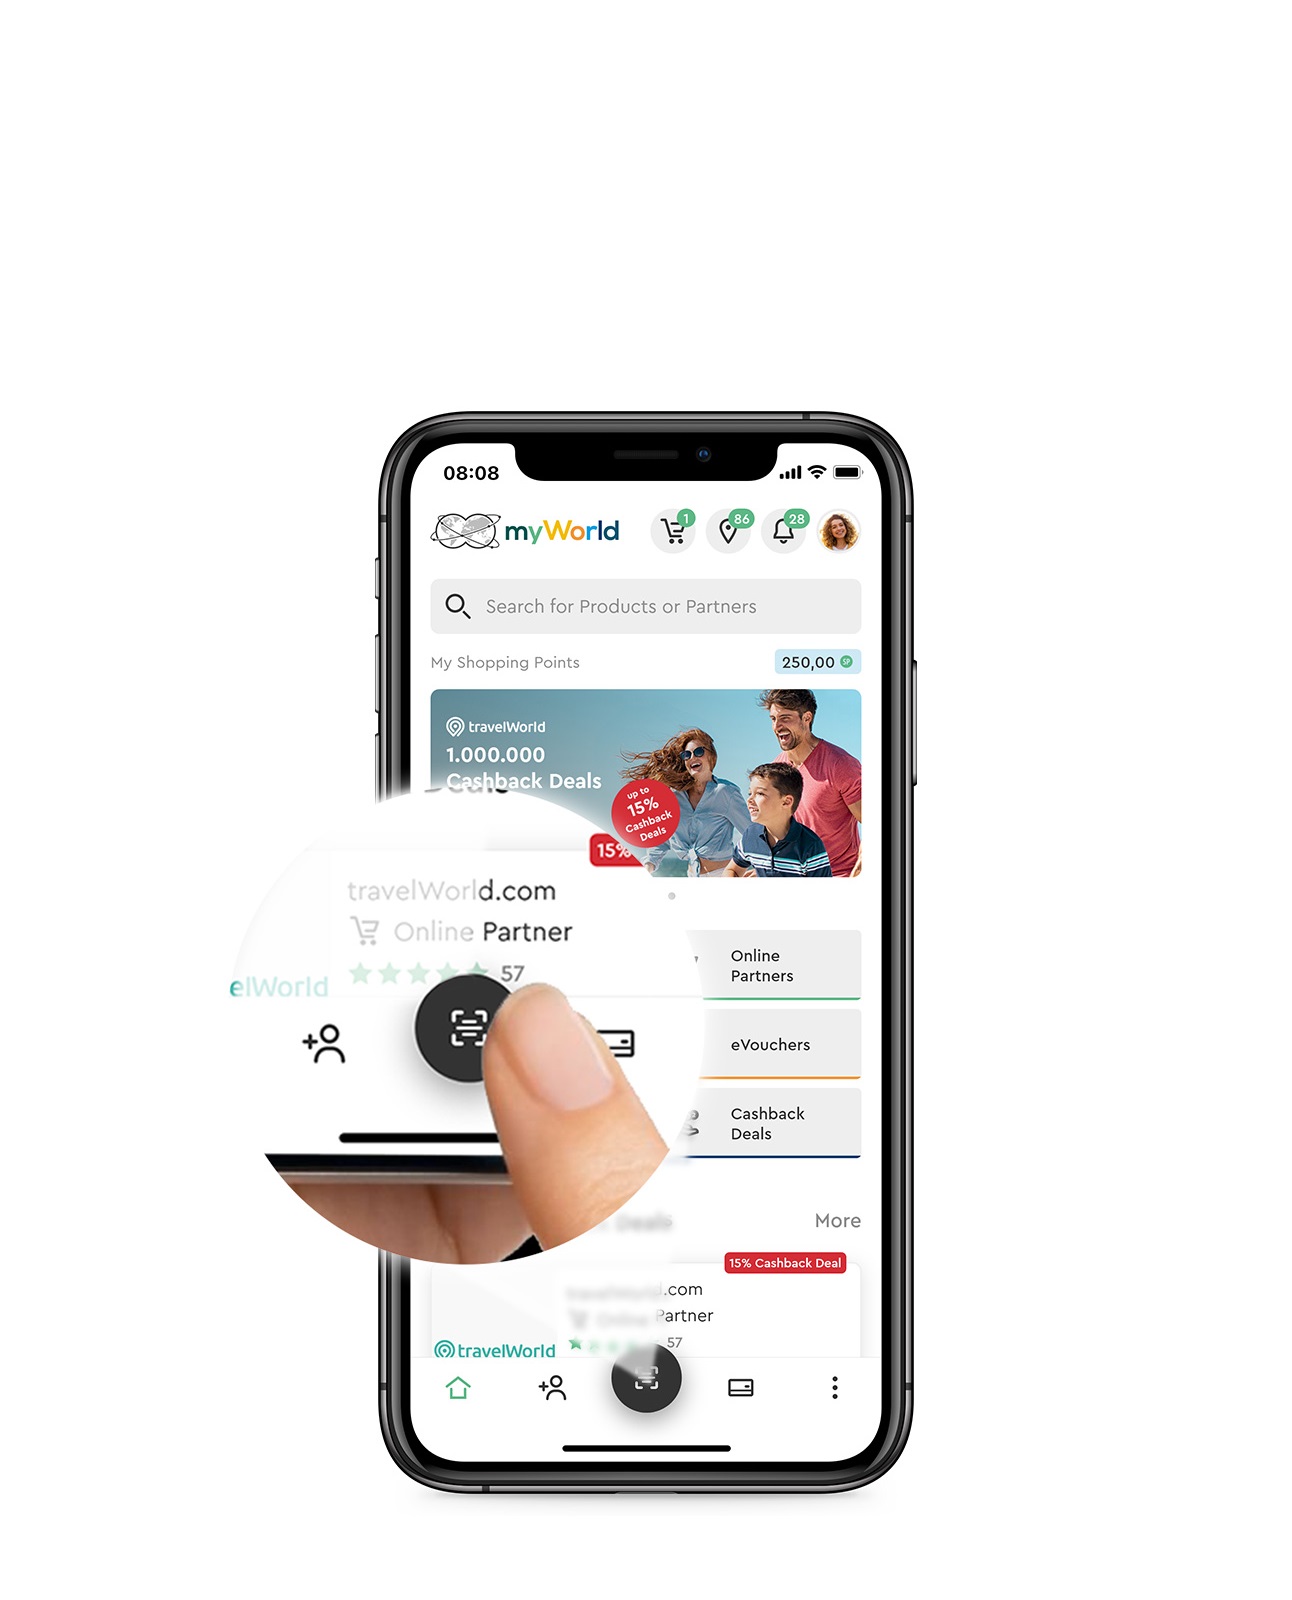 08:08
myWorld
1
86
28
Search for Products or Partners
My Shopping Points
250,00 SP
travelWorld
1.000.000
Cashback Deals
up to
15%
Cashback
Deals
15%
travelWorld.com
Online Partner
57
elWorld
Online
Partners
eVouchers
Cashback
Deals
Deals
More
15% Cashback Deal
.com
Partner
57
travelWorld